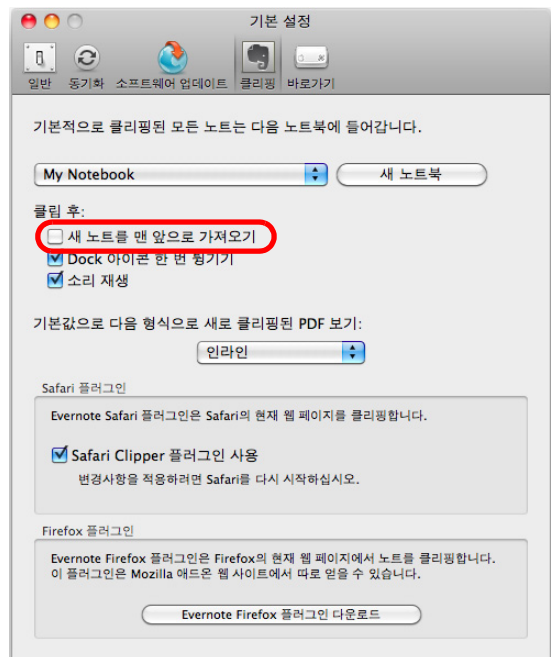 기본 설정
일반 동기화 소프트웨어 업데이트 클리핑 바로가기
기본적으로 클리핑된 모든 노트는 다음 노트북에 들어갑니다.
My Notebook 새 노트북
클립 후:
새 노트를 맨 앞으로 가져오기
Dock 아이콘 한 번 튕기기
소리 재생
기본값으로 다음 형식으로 새로 클리핑된 PDF 보기:
인라인
Safari 플러그인
Evernote Safari 플러그인은 Safari의 현재 웹 페이지를 클리핑합니다.
Safari Clipper 플러그인 사용
변경사항을 적용하려면 Safari를 다시 시작하십시오.
Firefox 플러그인
Evernote Firefox 플러그인은 Firefox의 현재 웹 페이지에서 노트를 클리핑합니다.
이 플러그인은 Mozilla 애드온 웹 사이트에서 따로 얻을 수 있습니다.
Evernote Firefox 플러그인 다운로드